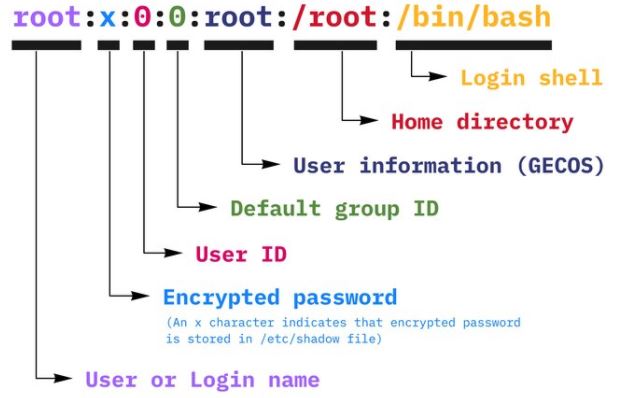 root:x:0:0:root:/root:/bin/bash
Login shell
Home directory
User information (GECOS)
Default group ID
User ID
Encrypted password
(An x character indicates that encrypted password
is stored in /etc/shadow file)
User or Login name